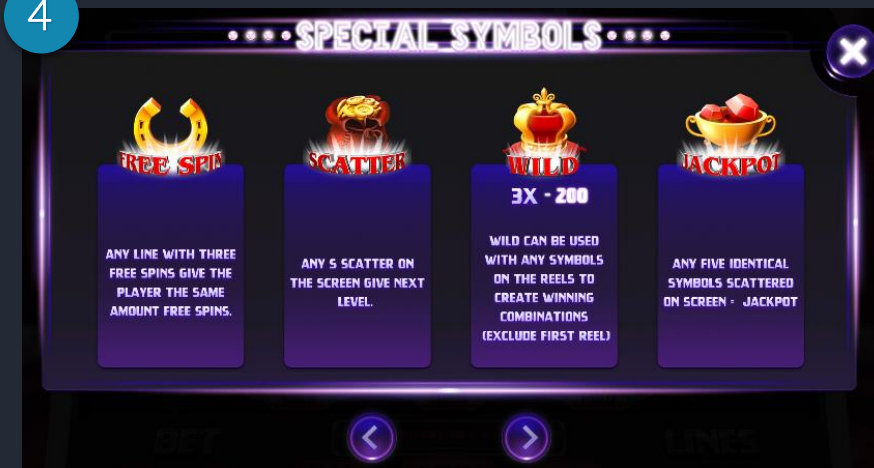 4
SPECIAL SYMBOLS
FREE SPIN
ANY LINE WITH THREE
FREE SPINS GIVE THE
PLAYER THE SAME
AMOUNT FREE SPINS.
SCATTER
ANY 5 SCATTER ON
THE SCREEN GIVE NEXT
LEVEL.
WILD
3X - 200
WILD CAN BE USED
WITH ANY SYMBOLS
ON THE REELS TO
CREATE WINNING
COMBINATIONS
(EXCLUDE FIRST REEL)
JACKPOT
ANY FIVE IDENTICAL
SYMBOLS SCATTERED
ON SCREEN = JACKPOT
BET
LINES